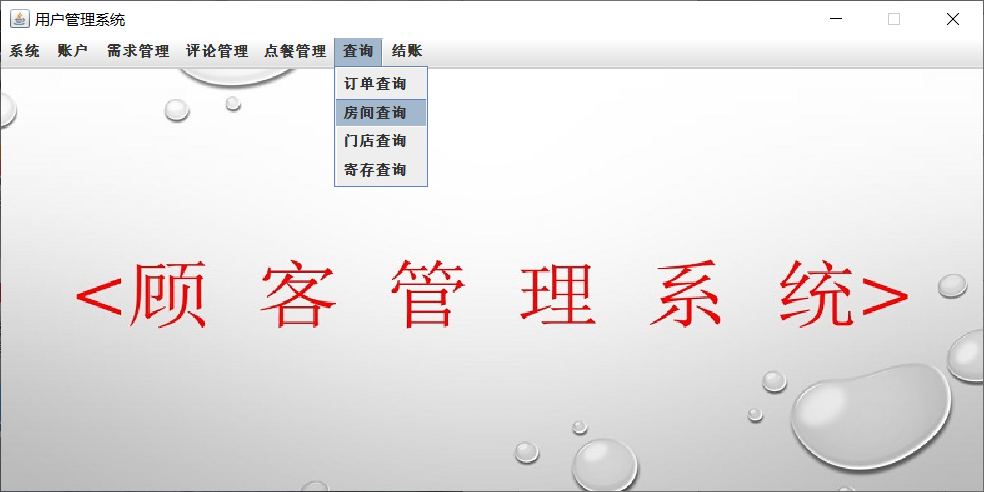 用户管理系统
系统 账户 需求管理 评论管理 点餐管理 查询 结账
订单查询
房间查询
门店查询
寄存查询
<顾 客 管 理 系 统>